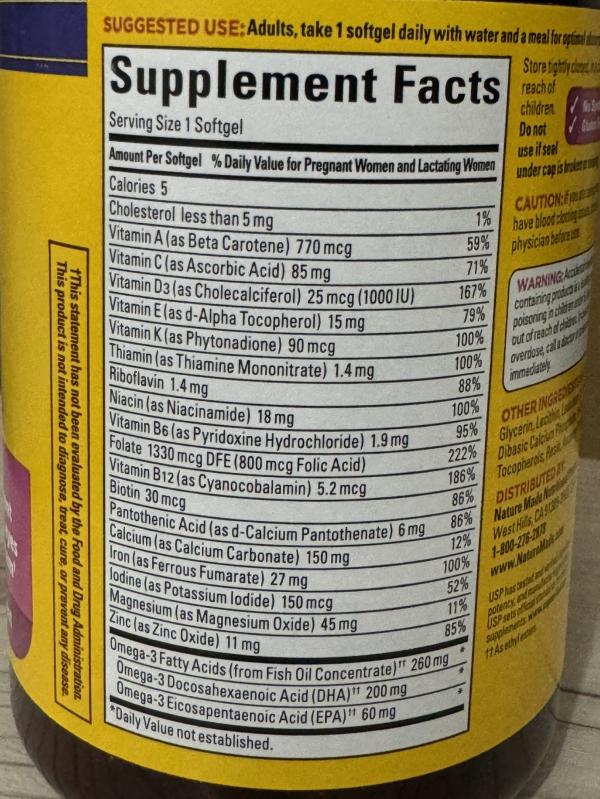 SUGGESTED USE: Adults, take 1 softgel daily with water and a meal for optimal
Supplement Facts
Serving Size 1 Softgel
Amount Per Softgel % Daily Value for Pregnant Women and Lactating Women
Calories 5
Cholesterol less than 5 mg 1%
Vitamin A (as Beta Carotene) 770 mcg 59%
Vitamin C (as Ascorbic Acid) 85 mg 71%
Vitamin D3 (as Cholecalciferol) 25 mcg (1000 IU) 167%
Vitamin E (as d-Alpha Tocopherol) 15 mg 79%
Vitamin K (as Phytonadione) 90 mcg 100%
Thiamin (as Thiamine Mononitrate) 1.4 mg 100%
Riboflavin 1.4 mg 88%
Niacin (as Niacinamide) 18 mg 100%
Vitamin B6 (as Pyridoxine Hydrochloride) 1.9 mg 95%
Folate 1330 mcg DFE (800 mcg Folic Acid) 222%
Vitamin B12 (as Cyanocobalamin) 5.2 mcg 186%
Biotin 30 mcg 86%
Pantothenic Acid (as d-Calcium Pantothenate) 6 mg 86%
Calcium (as Calcium Carbonate) 150 mg 12%
Iron (as Ferrous Fumarate) 27 mg 100%
Iodine (as Potassium Iodide) 150 mcg 52%
Magnesium (as Magnesium Oxide) 45 mg 11%
Zinc (as Zinc Oxide) 11 mg 85%
Omega-3 Fatty Acids (from Fish Oil Concentrate)†† 260 mg *
Omega-3 Docosahexaenoic Acid (DHA)†† 200 mg *
Omega-3 Eicosapentaenoic Acid (EPA)†† 60 mg *
*Daily Value not established.
†This statement has not been evaluated by the Food and Drug Administration.
This product is not intended to diagnose, treat, cure, or prevent any disease.
Store tightly closed,
reach of
children.
Do not
use if seal
under cap is broken or
✓ No
✓
CAUTION: If you
have blood clotting
physician before use.
WARNING: Accidental
containing products is
poisoning in children
out of reach of children.
overdose, call a doctor
immediately.
OTHER INGREDIENTS:
Glycerin, Lecithin,
Dibasic Calcium
Tocopherols, Resin,
DISTRIBUTED BY:
Nature Made
West Hills, CA
1-800-276-2878
www.NatureMade.com
USP has tested and
potency, and
USP sets official
supplements.
†† As ethyl esters.